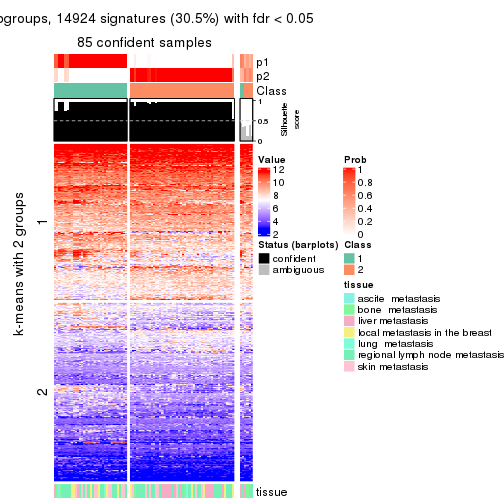 ogroups, 14924 signatures (30.5%) with fdr < 0.05
85 confident samples
p1
p2
Class
1
0.5
0
Silhouette
score
k-means with 2 groups
1
2
Value
12
10
8
6
4
2
Prob
1
0.8
0.6
0.4
0.2
0
Status (barplots)
confident
ambiguous
Class
1
2
tissue
ascite metastasis
bone metastasis
liver metastasis
local metastasis in the breast
lung metastasis
regional lymph node metastasis
skin metastasis
tissue